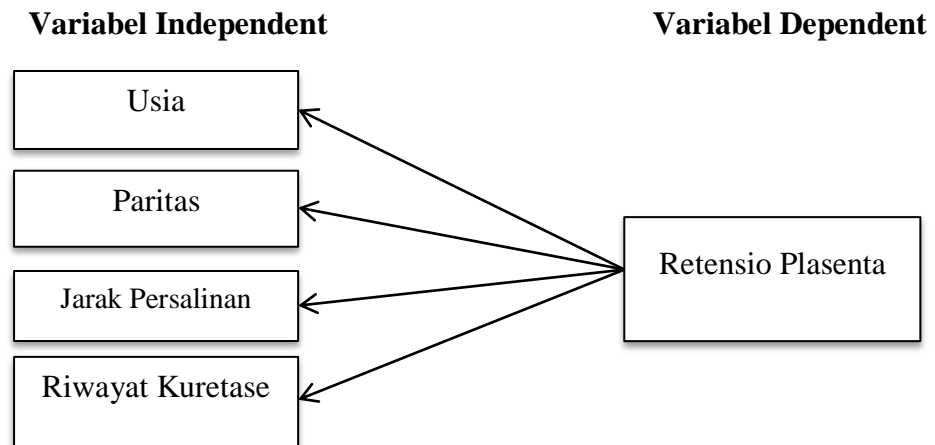 Variabel Independent
Variabel Dependent
Usia
Paritas
Jarak Persalinan
Riwayat Kuretase
Retensio Plasenta